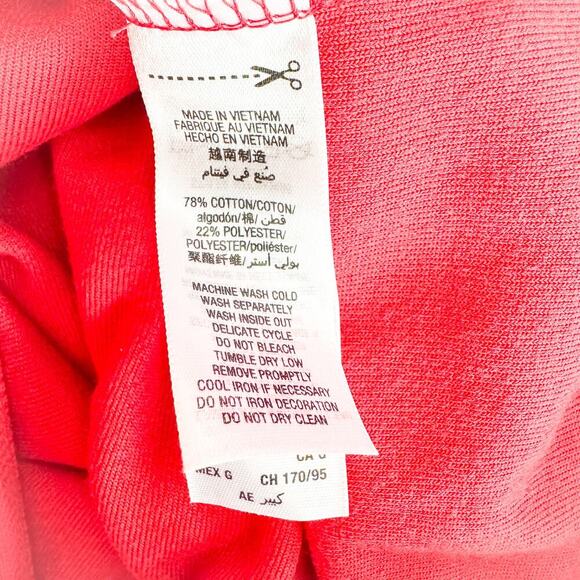 MADE IN VIETNAM
FABRIQUE AU VIETNAM
HECHO EN VIETNAM
越南制造
صنع في فيتنام
78% COTTON/COTON/
algodón/棉/قطن/
22% POLYESTER/
POLYESTER/poliéster/
聚酯纤维/بولي أستر/
MACHINE WASH COLD
WASH SEPARATELY
WASH INSIDE OUT
DELICATE CYCLE
DO NOT BLEACH
TUMBLE DRY LOW
REMOVE PROMPTLY
COOL IRON IF NECESSARY
DO NOT IRON DECORATION
DO NOT DRY CLEAN
CA G
MEX G CH 170/95
AE كبير